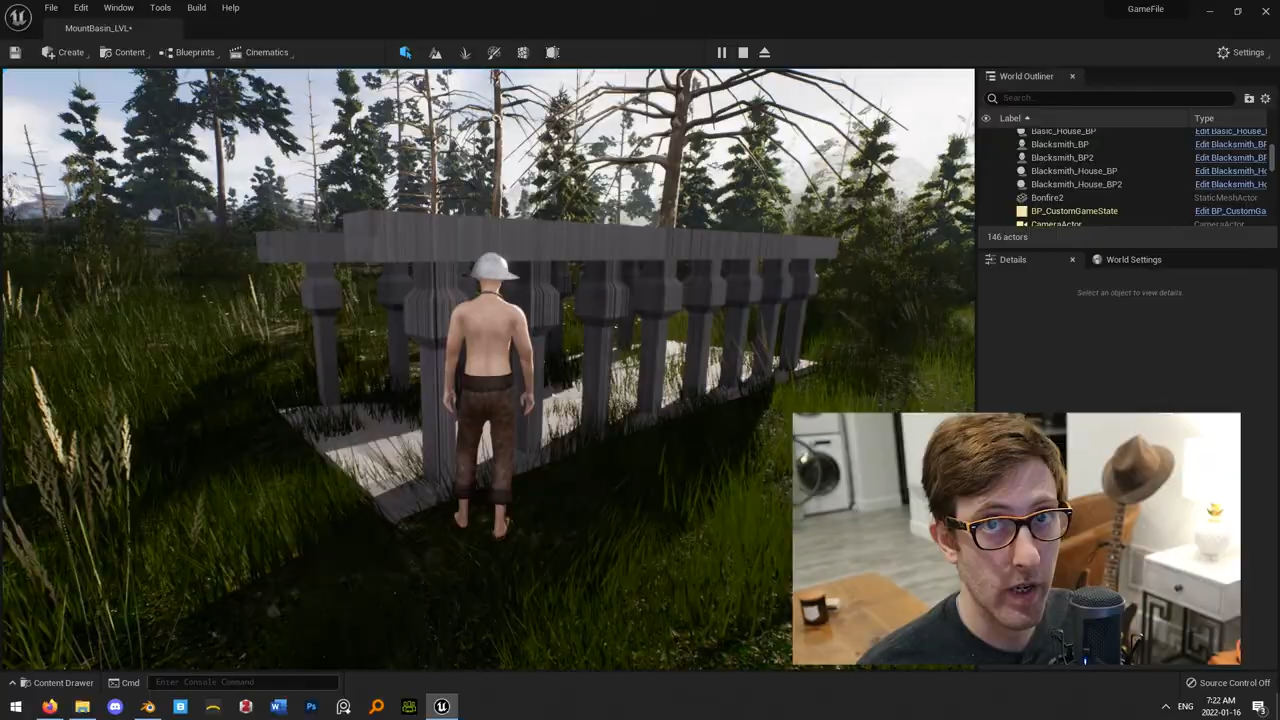 File Edit Window Tools Build Help
GameFile
MountBasin_LVL*
Create Content Blueprints Cinematics
Settings
World Outliner
Search...
Label Type
Basic_House_BP Edit Basic_House_
Blacksmith_BP Edit Blacksmith_BF
Blacksmith_BP2 Edit Blacksmith_BF
Blacksmith_House_BP Edit Blacksmith_Ho
Blacksmith_House_BP2 Edit Blacksmith_Ho
Bonfire2 StaticMeshActor
BP_CustomGameState Edit BP_CustomGa
CameraActor CameraActor
146 actors
Details World Settings
Select an object to view details.
Content Drawer Cmd Enter Console Command
Source Control Off
ENG 7:22 AM
2022-01-16